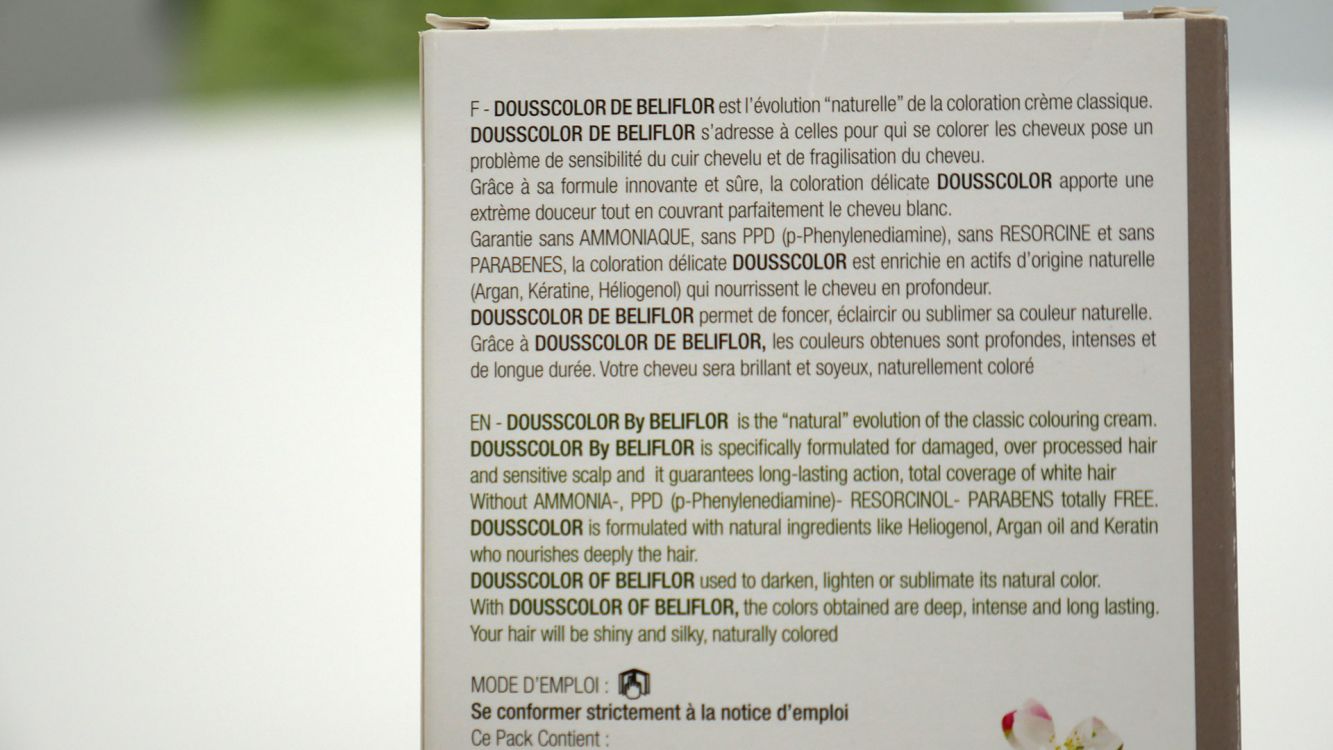 F - DOUSSCOLOR DE BELIFLOR est l'évolution "naturelle" de la coloration crème classique.
DOUSSCOLOR DE BELIFLOR s'adresse à celles pour qui se colorer les cheveux pose un
problème de sensibilité du cuir chevelu et de fragilisation du cheveu.
Grâce à sa formule innovante et sûre, la coloration délicate DOUSSCOLOR apporte une
extrème douceur tout en couvrant parfaitement le cheveu blanc.
Garantie sans AMMONIAQUE, sans PPD (p-Phenylenediamine), sans RESORCINE et sans
PARABENES, la coloration délicate DOUSSCOLOR est enrichie en actifs d'origine naturelle
(Argan, Kératine, Héliogenol) qui nourrissent le cheveu en profondeur.
DOUSSCOLOR DE BELIFLOR permet de foncer, éclaircir ou sublimer sa couleur naturelle.
Grâce à DOUSSCOLOR DE BELIFLOR, les couleurs obtenues sont profondes, intenses et
de longue durée. Votre cheveu sera brillant et soyeux, naturellement coloré
EN - DOUSSCOLOR By BELIFLOR is the "natural" evolution of the classic colouring cream.
DOUSSCOLOR By BELIFLOR is specifically formulated for damaged, over processed hair
and sensitive scalp and it guarantees long-lasting action, total coverage of white hair
Without AMMONIA-, PPD (p-Phenylenediamine)- RESORCINOL- PARABENS totally FREE.
DOUSSCOLOR is formulated with natural ingredients like Heliogenol, Argan oil and Keratin
who nourishes deeply the hair.
DOUSSCOLOR OF BELIFLOR used to darken, lighten or sublimate its natural color.
With DOUSSCOLOR OF BELIFLOR, the colors obtained are deep, intense and long lasting.
Your hair will be shiny and silky, naturally colored
MODE D'EMPLOI :
Se conformer strictement à la notice d'emploi
Ce Pack Contient :